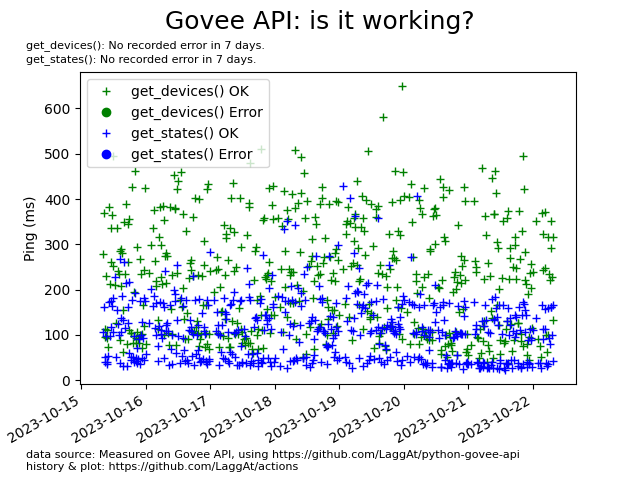 Govee API: is it working?
get_devices(): No recorded error in 7 days.
get_states(): No recorded error in 7 days.
get_devices() OK
get_devices() Error
get_states() OK
get_states() Error
Ping (ms)
600
500
400
300
200
100
0
2023-10-15
2023-10-16
2023-10-17
2023-10-18
2023-10-19
2023-10-20
2023-10-21
2023-10-22
data source: Measured on Govee API, using https://github.com/LaggAt/python-govee-api
history & plot: https://github.com/LaggAt/actions